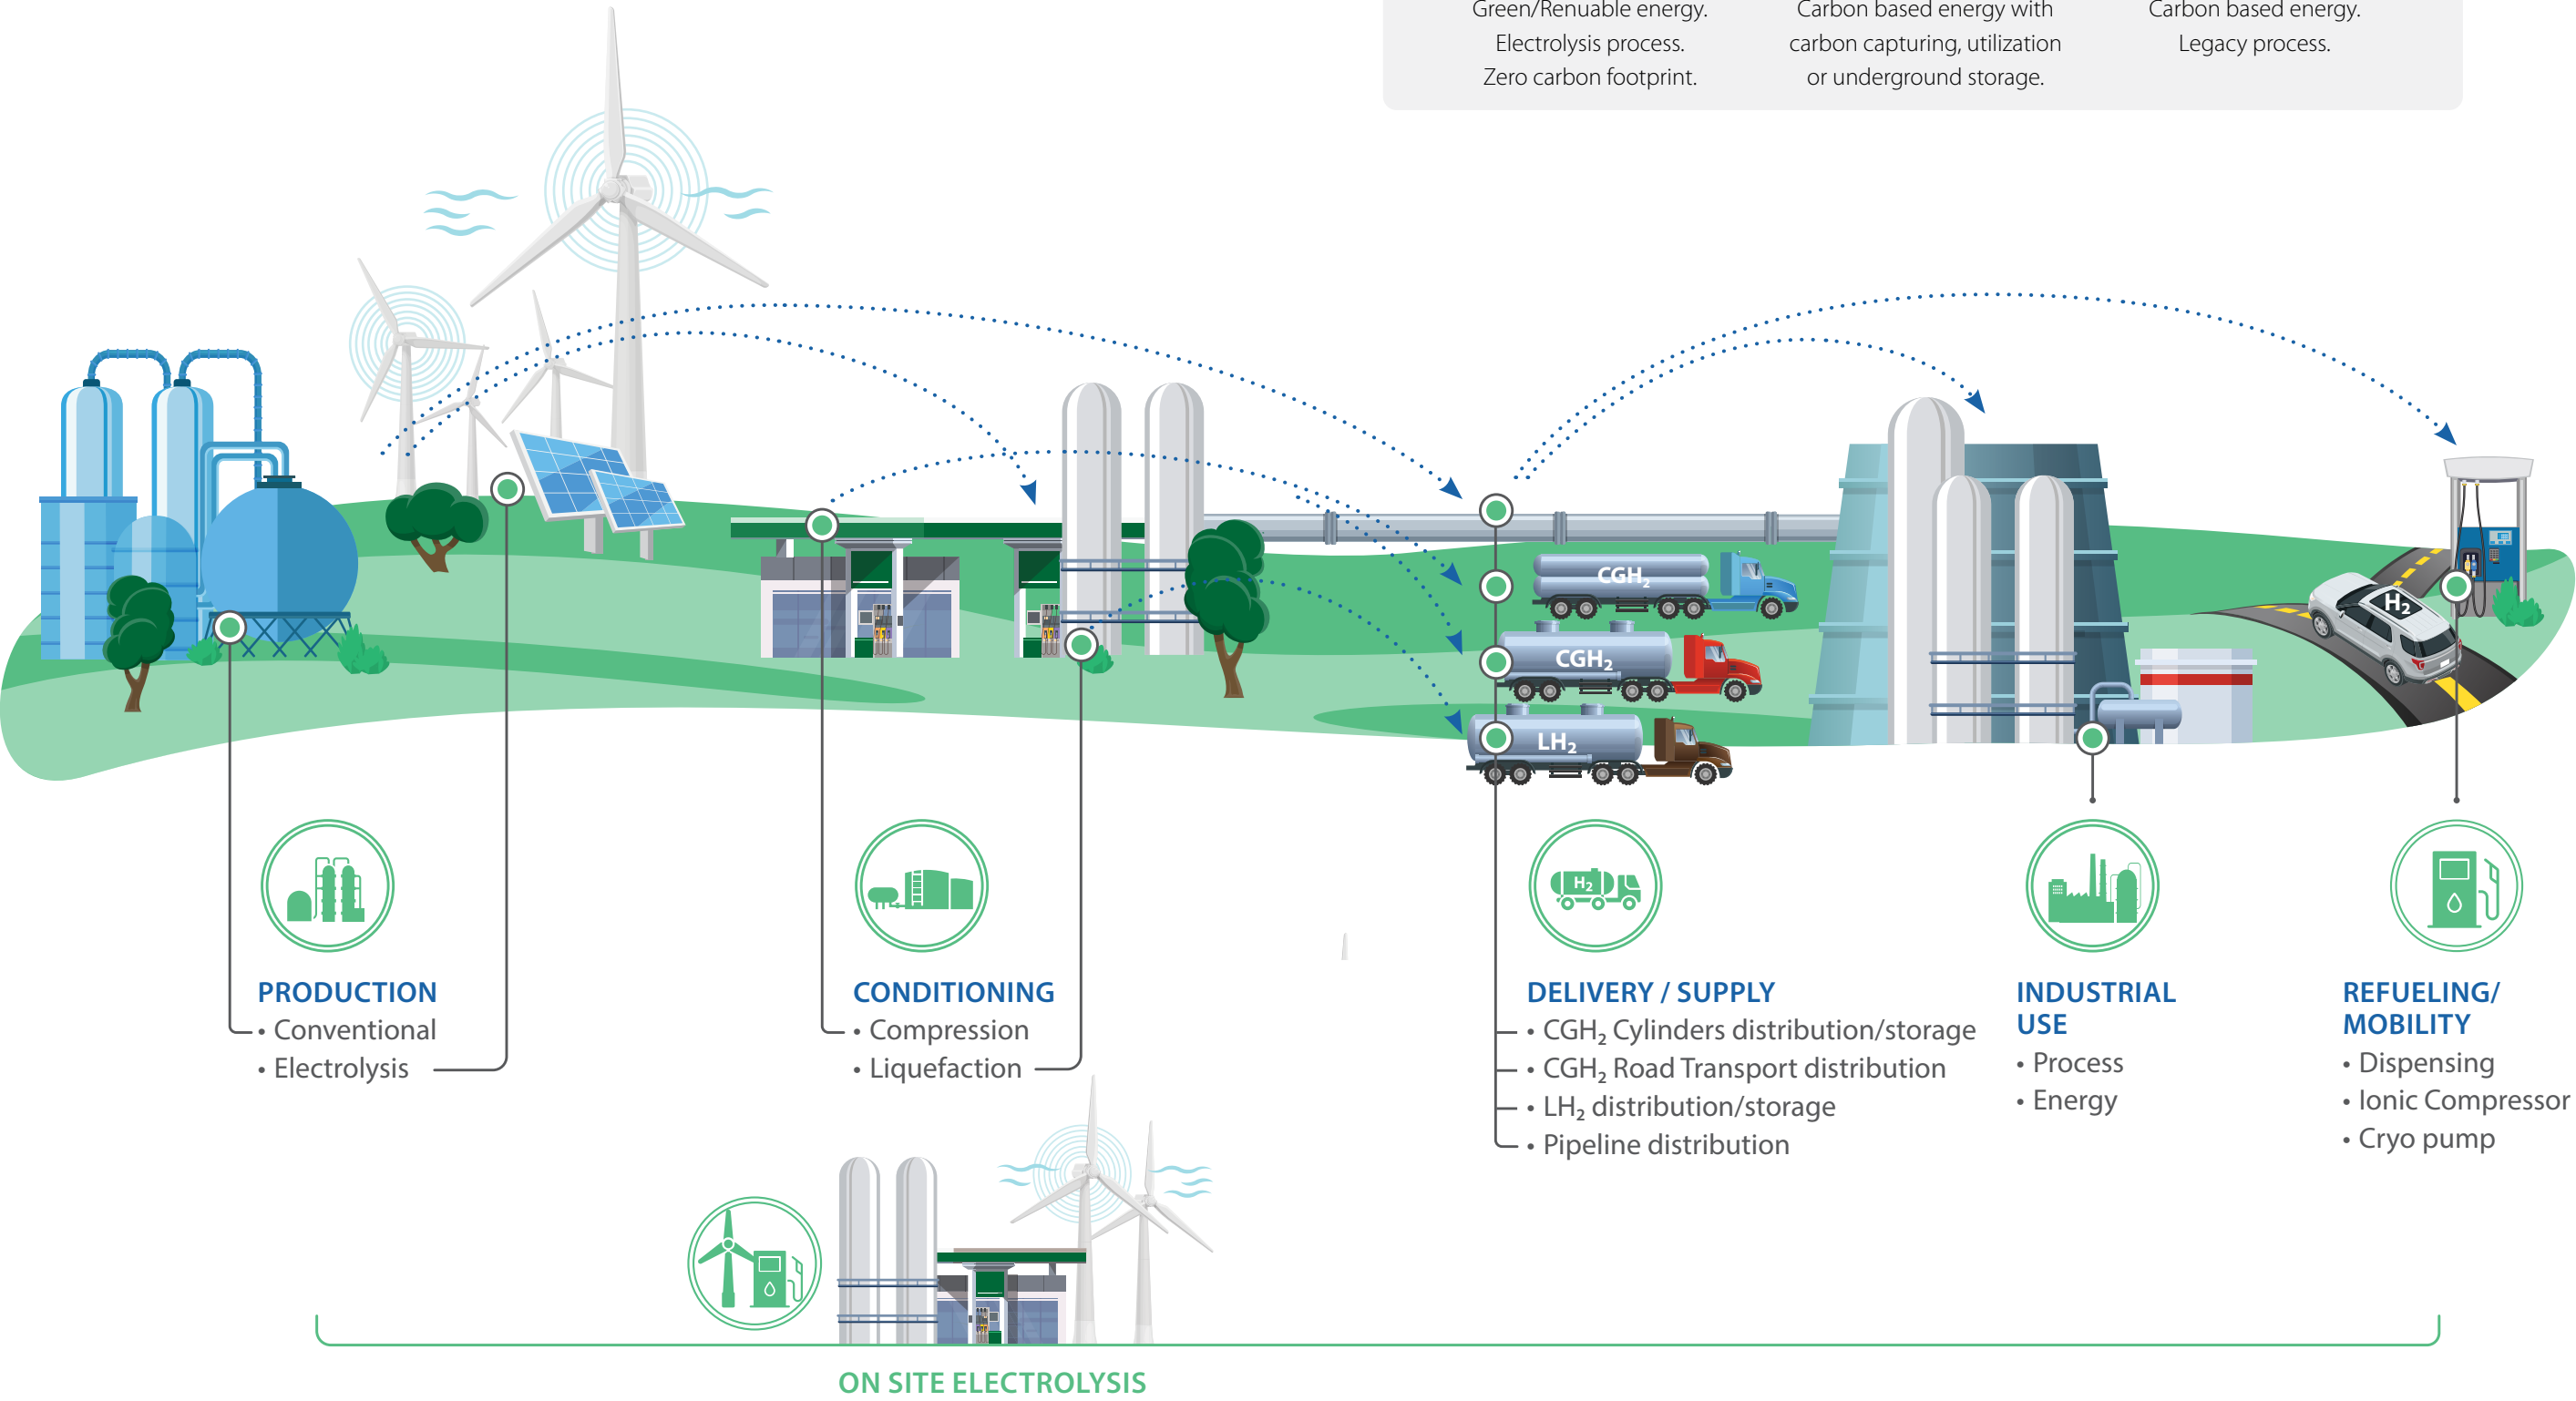 Green/Renuable energy.
Electrolysis process.
Zero carbon footprint.
Carbon based energy with
carbon capturing, utilization
or underground storage.
Carbon based energy.
Legacy process.
CGH₂
CGH₂
LH₂
H₂
H₂
PRODUCTION
• Conventional
• Electrolysis
CONDITIONING
• Compression
• Liquefaction
DELIVERY / SUPPLY
• CGH₂ Cylinders distribution/storage
• CGH₂ Road Transport distribution
• LH₂ distribution/storage
• Pipeline distribution
INDUSTRIAL
USE
• Process
• Energy
REFUELING/
MOBILITY
• Dispensing
• Ionic Compressor
• Cryo pump
ON SITE ELECTROLYSIS